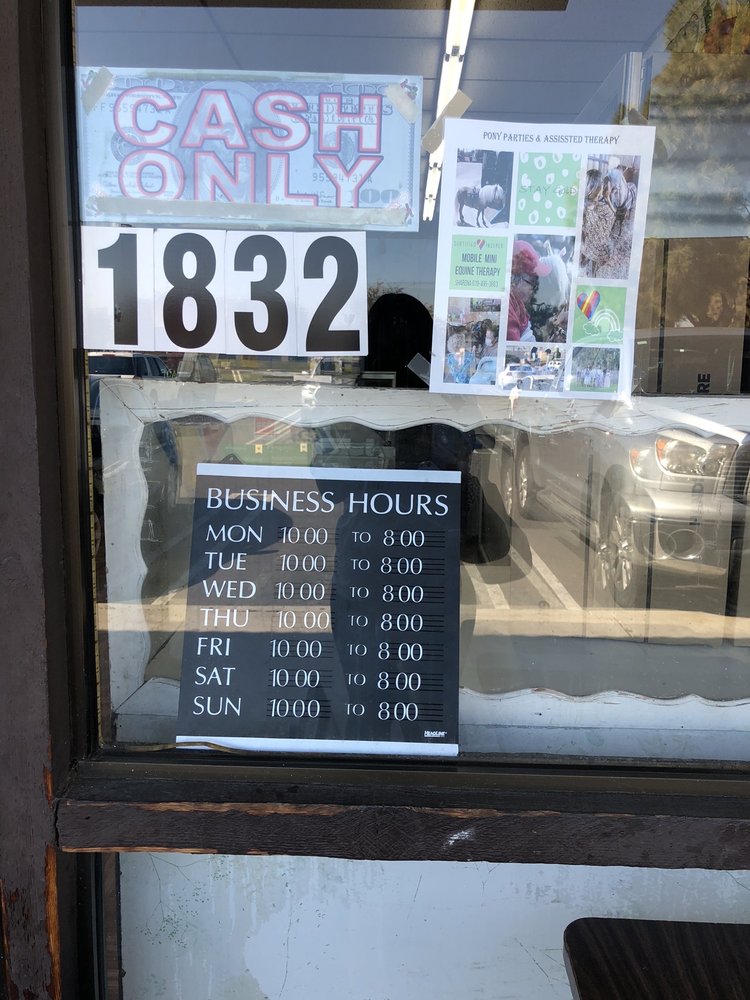 CASH
ONLY
1832
PONY PARTIES & ASSISSTED THERAPY
MOBILE MINI
EQUINE THERAPY
BUSINESS HOURS
MON 10 00 TO 8 00
TUE 10 00 TO 8 00
WED 10 00 TO 8 00
THU 10 00 TO 8 00
FRI 10 00 TO 8 00
SAT 10 00 TO 8 00
SUN 10 00 TO 8 00
HEADLINE